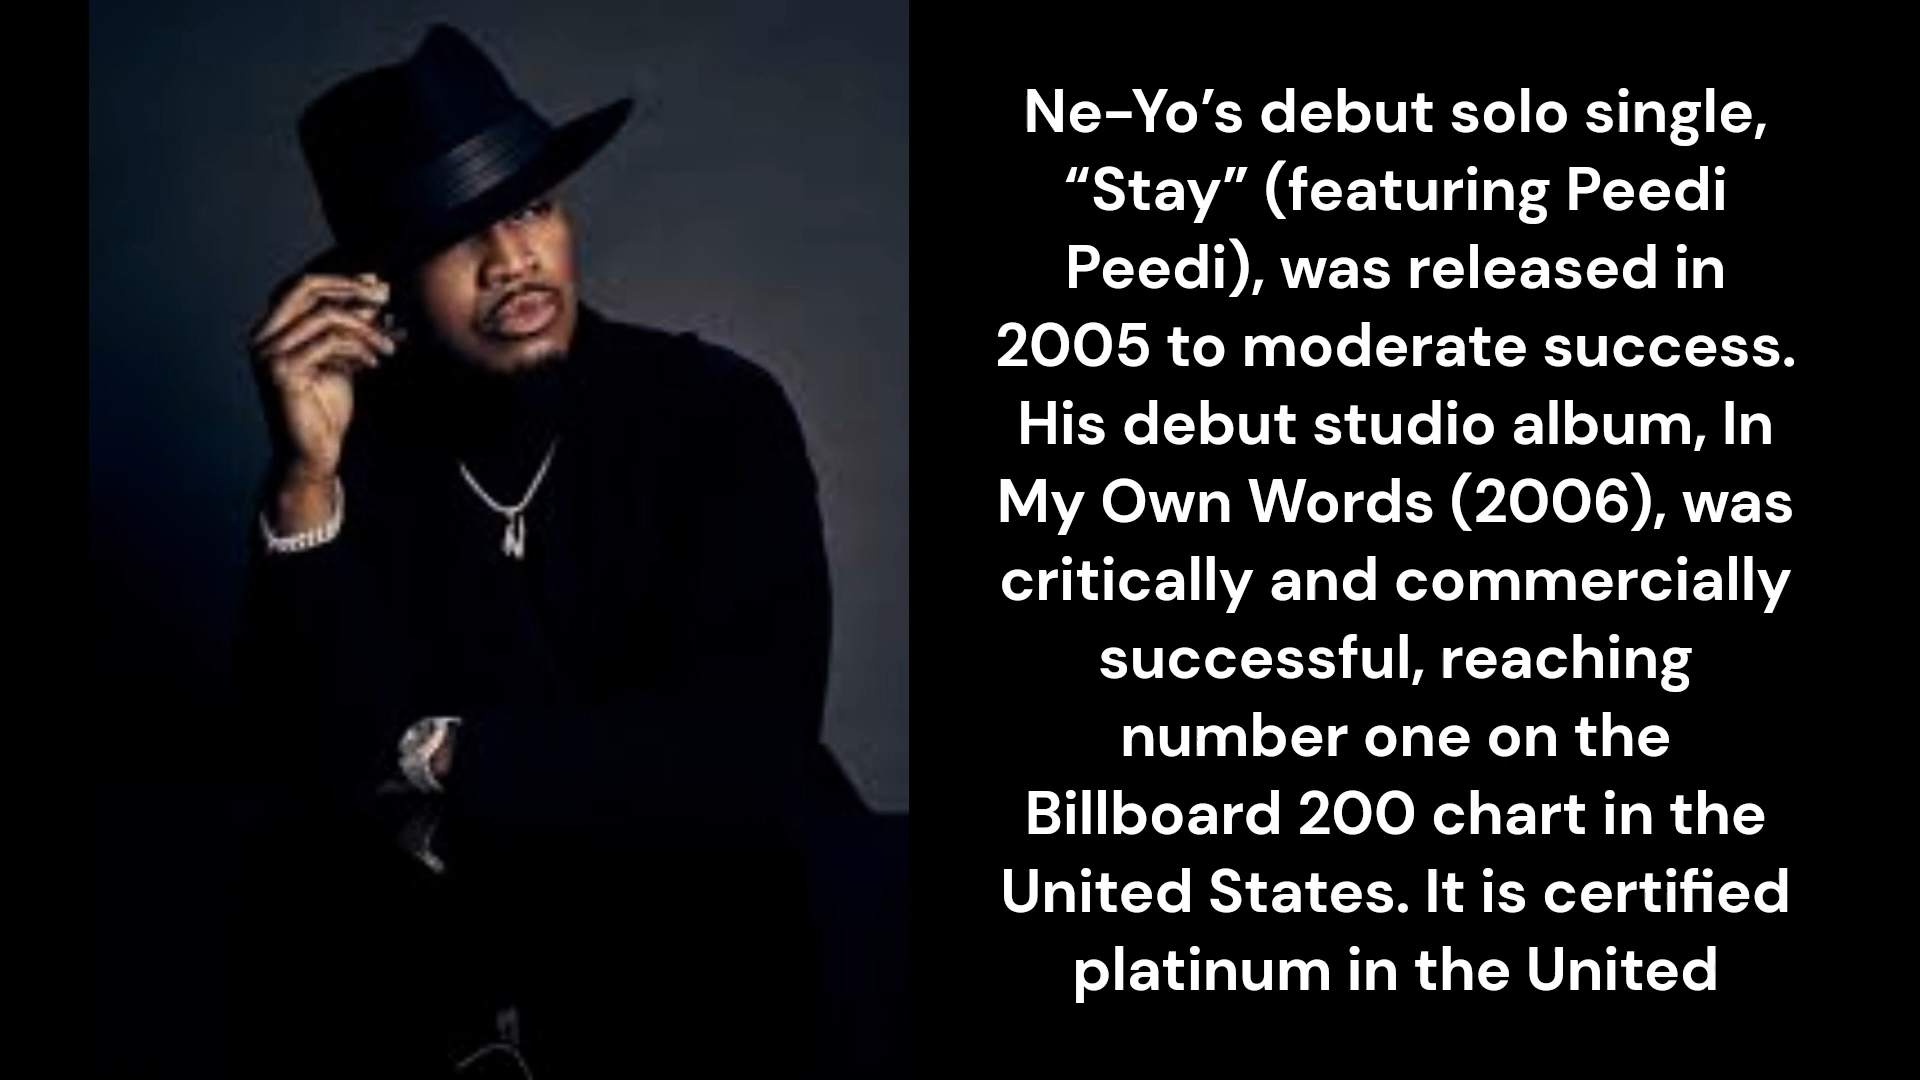 Ne-Yo’s debut solo single,
“Stay” (featuring Peedi
Peedi), was released in
2005 to moderate success.
His debut studio album, In
My Own Words (2006), was
critically and commercially
successful, reaching
number one on the
Billboard 200 chart in the
United States. It is certified
platinum in the United
N